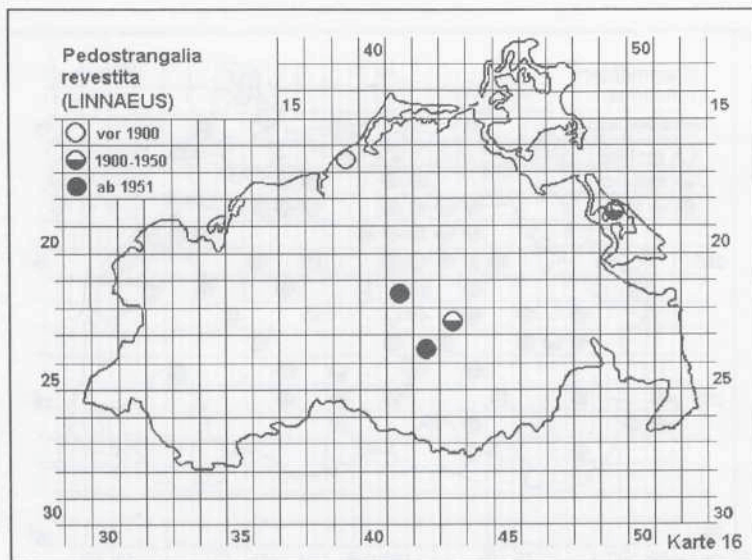 Pedostrangalia
revestita
(LINNAEUS)
vor 1900
1900-1950
ab 1951
40 50
15 15
20 20
25 25
30 30
30 35 40 45 50
Karte 16